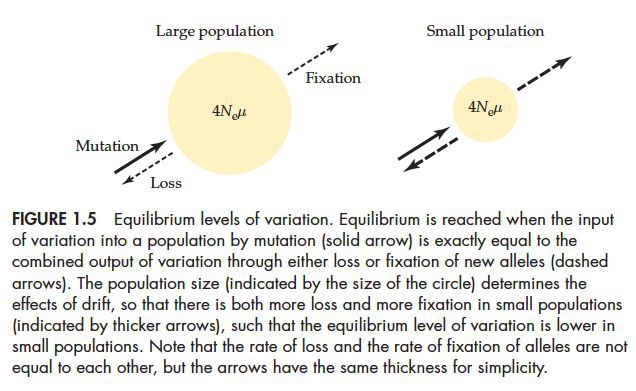 Large population
Small population
Fixation
4Neμ
4Neμ
Mutation
Loss
FIGURE 1.5 Equilibrium levels of variation. Equilibrium is reached when the input
of variation into a population by mutation (solid arrow) is exactly equal to the
combined output of variation through either loss or fixation of new alleles (dashed
arrows). The population size (indicated by the size of the circle) determines the
effects of drift, so that there is both more loss and more fixation in small populations
(indicated by thicker arrows), such that the equilibrium level of variation is lower in
small populations. Note that the rate of loss and the rate of fixation of alleles are not
equal to each other, but the arrows have the same thickness for simplicity.